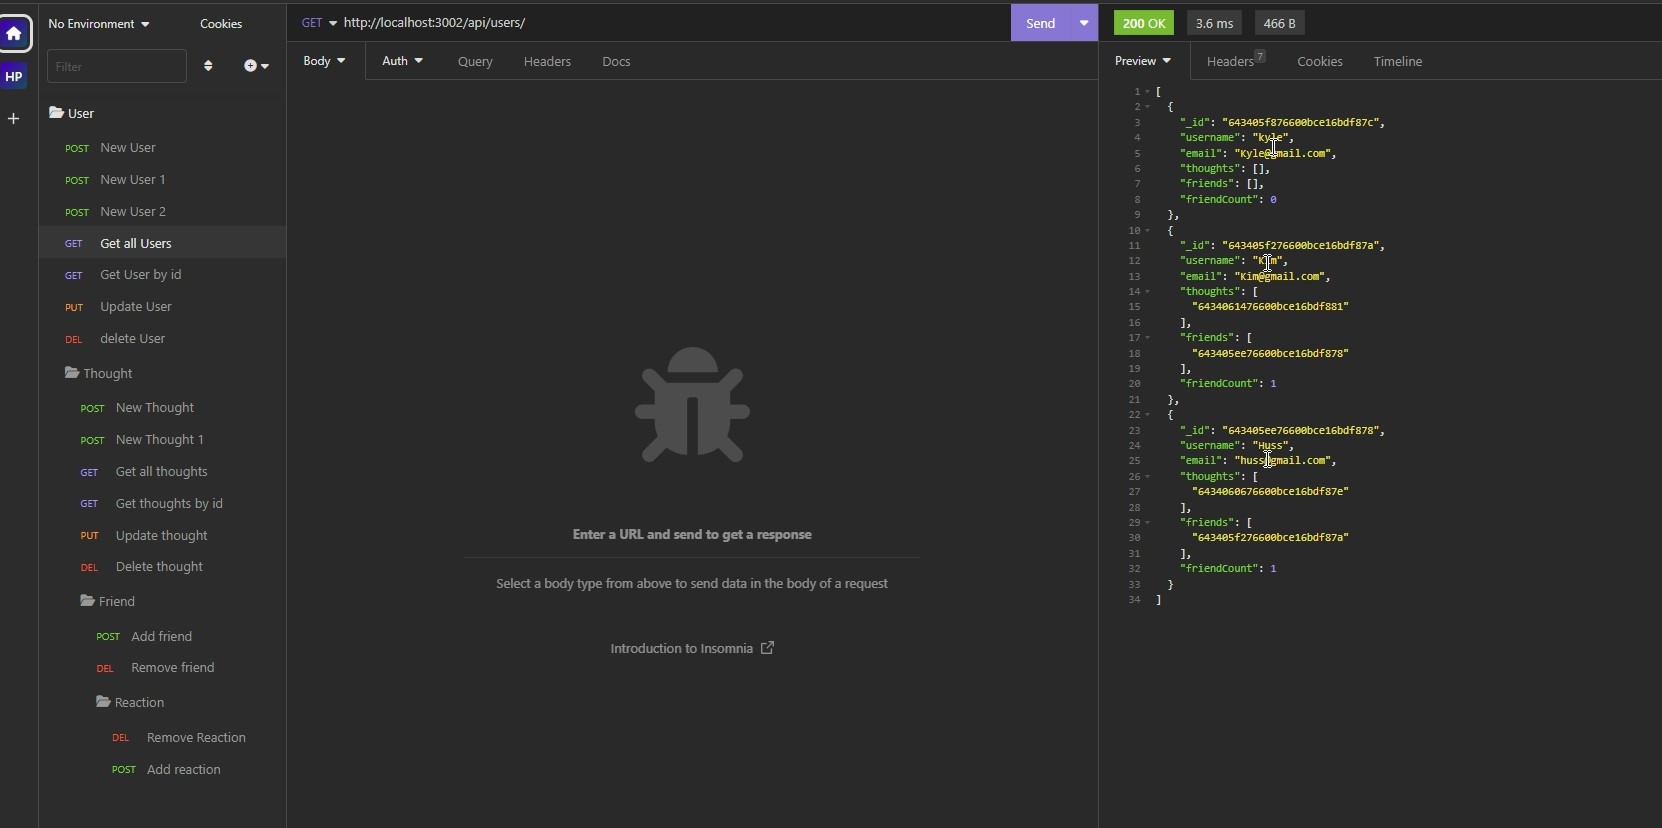 No Environment
Cookies
GET http://localhost:3002/api/users/
Send
200 OK
3.6 ms
466 B
HP
Filter
Body
Auth
Query
Headers
Docs
Preview
Headers 7
Cookies
Timeline
User
POST New User
POST New User 1
POST New User 2
GET Get all Users
GET Get User by id
PUT Update User
DEL delete User
Thought
POST New Thought
POST New Thought 1
GET Get all thoughts
GET Get thoughts by id
PUT Update thought
DEL Delete thought
Friend
POST Add friend
DEL Remove friend
Reaction
DEL Remove Reaction
POST Add reaction
Enter a URL and send to get a response
Select a body type from above to send data in the body of a request
Introduction to Insomnia
1 [
2 {
3 "_id": "643405f876600bce16bdf87c",
4 "username": "kyle",
5 "email": "Kyle@gmail.com",
6 "thoughts": [],
7 "friends": [],
8 "friendCount": 0
9 },
10 {
11 "_id": "643405f276600bce16bdf87a",
12 "username": "Kim",
13 "email": "Kim@gmail.com",
14 "thoughts": [
15 "6434061476600bce16bdf881"
16 ],
17 "friends": [
18 "643405ee76600bce16bdf878"
19 ],
20 "friendCount": 1
21 },
22 {
23 "_id": "643405ee76600bce16bdf878",
24 "username": "Huss",
25 "email": "huss@gmail.com",
26 "thoughts": [
27 "6434060676600bce16bdf87e"
28 ],
29 "friends": [
30 "643405f276600bce16bdf87a"
31 ],
32 "friendCount": 1
33 }
34 ]